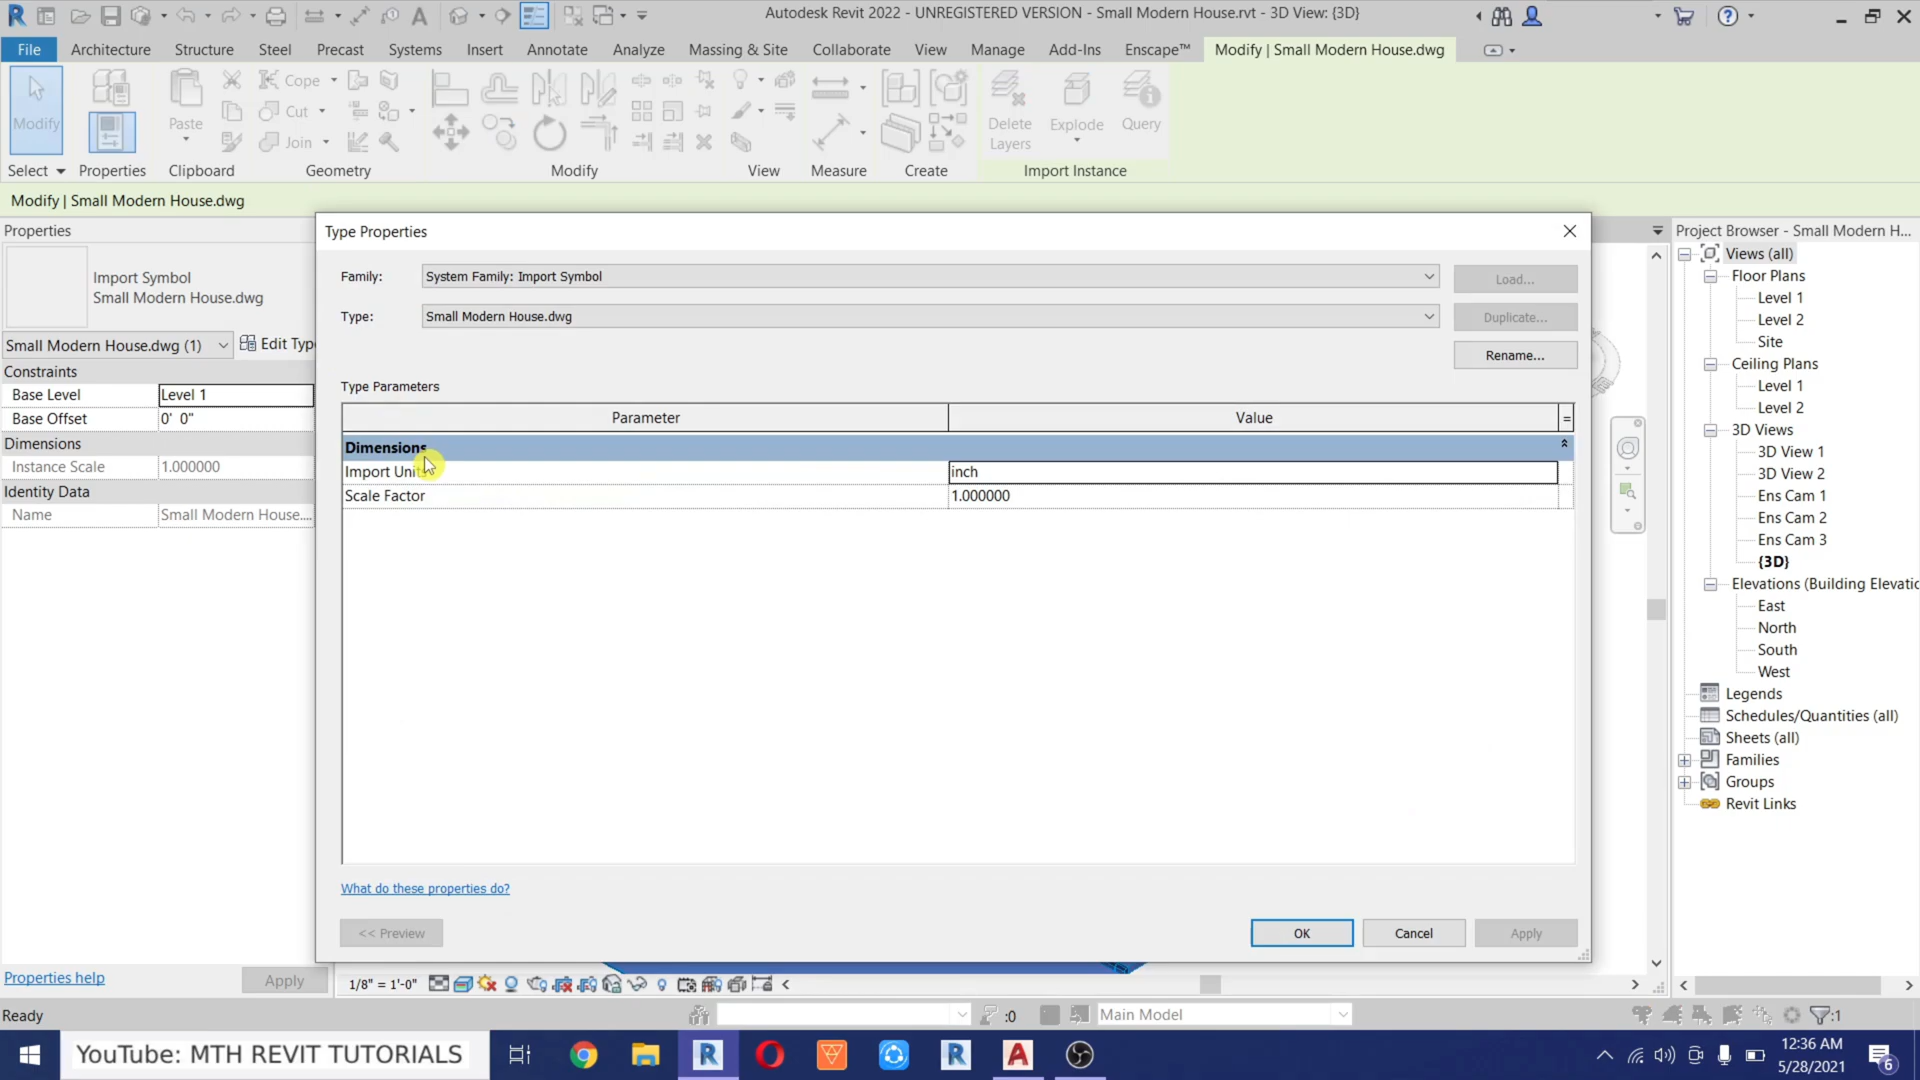 Autodesk Revit 2022 - UNREGISTERED VERSION - Small Modern House.rvt - 3D View: {3D}
File Architecture Structure Steel Precast Systems Insert Annotate Analyze Massing & Site Collaborate View Manage Add-Ins Enscape™ Modify | Small Modern House.dwg
Modify
Paste
Cope
Cut
Join
Delete Layers
Explode
Query
Select Properties Clipboard Geometry Modify View Measure Create Import Instance
Modify | Small Modern House.dwg
Properties
Import Symbol
Small Modern House.dwg
Small Modern House.dwg (1)
Edit Typ
Constraints
Base Level Level 1
Base Offset 0' 0"
Dimensions
Instance Scale 1.000000
Identity Data
Name Small Modern House....
Properties help
Apply
Type Properties
Family: System Family: Import Symbol Load...
Type: Small Modern House.dwg Duplicate...
Rename...
Type Parameters
Parameter Value =
Dimensions
Import Units inch
Scale Factor 1.000000
What do these properties do?
<< Preview OK Cancel Apply
Project Browser - Small Modern H...
Views (all)
Floor Plans
Level 1
Level 2
Site
Ceiling Plans
Level 1
Level 2
3D Views
3D View 1
3D View 2
Ens Cam 1
Ens Cam 2
Ens Cam 3
{3D}
Elevations (Building Elevatio
East
North
South
West
Legends
Schedules/Quantities (all)
Sheets (all)
Families
Groups
Revit Links
1/8" = 1'-0"
Ready
:0
Main Model
:1
YouTube: MTH REVIT TUTORIALS
12:36 AM
5/28/2021
6